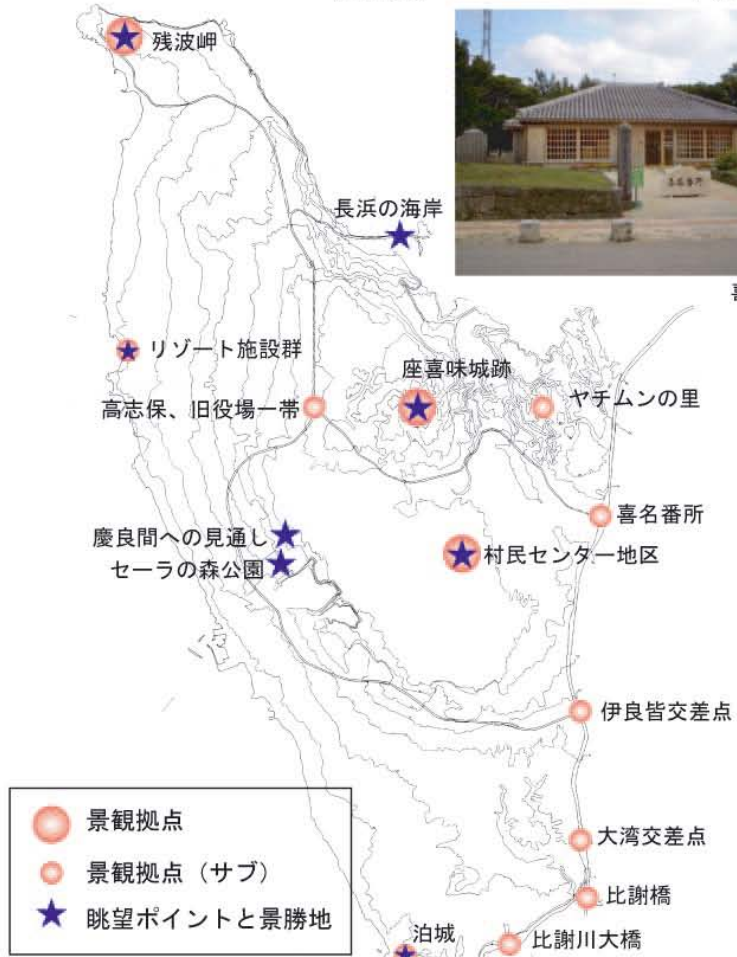 残波岬
長浜の海岸
喜名番所
リゾート施設群
座喜味城跡
高志保、旧役場一帯
ヤチムンの里
喜名番所
慶良間への見通し
セーラの森公園
村民センター地区
伊良皆交差点
大湾交差点
比謝橋
泊城
比謝川大橋
景観拠点
景観拠点（サブ）
眺望ポイントと景勝地